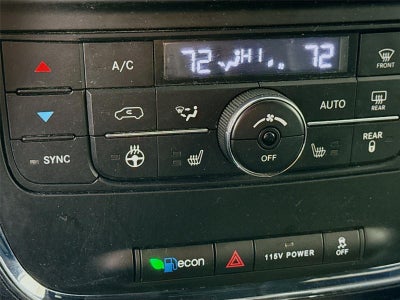 72 HI 72
A/C
FRONT
AUTO
REAR
SYNC
OFF
REAR
econ
115V POWER
OFF